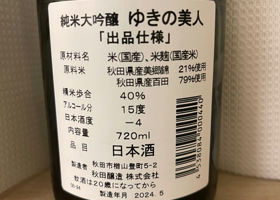 純米大吟醸 ゆきの美人
「出品仕様」
原材料名 米(国産)、米麹(国産米)
原料米 秋田県産美郷錦 21%使用
秋田県産百田 79%使用
精米歩合 40%
アルコール分 15度
日本酒度 −4
内容量 720ml
日本酒
製造者 秋田市楢山登町5-2
秋田醸造 株式会社
飲酒は20歳になってから
製造年月 2024.5
4538084000440